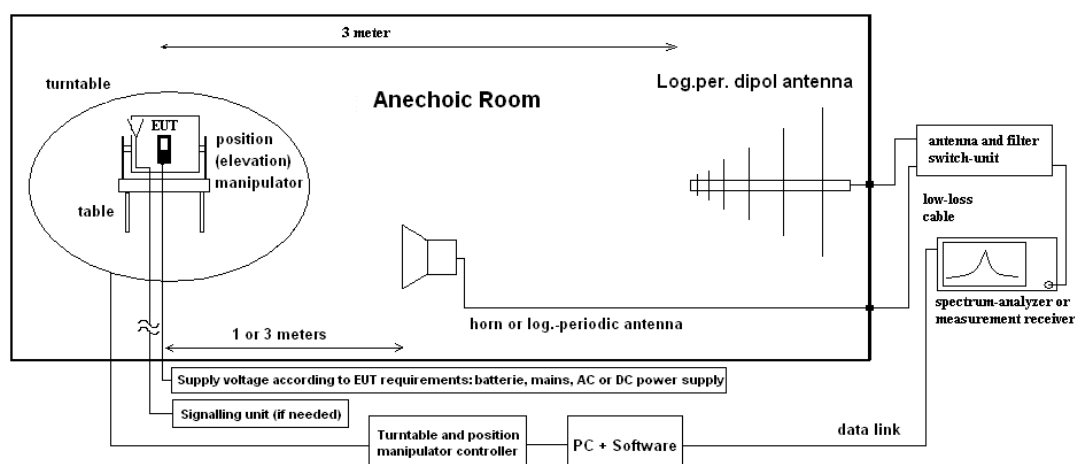 3 meter
turntable
Log.per. dipol antenna
Anechoic Room
EUT
position
(elevation)
manipulator
table
antenna and filter
switch-unit
low-loss
cable
spectrum-analyzer or
measurement receiver
horn or log.-periodic antenna
1 or 3 meters
Supply voltage according to EUT requirements: batterie, mains, AC or DC power supply
Signalling unit (if needed)
Turntable and position
manipulator controller
PC + Software
data link